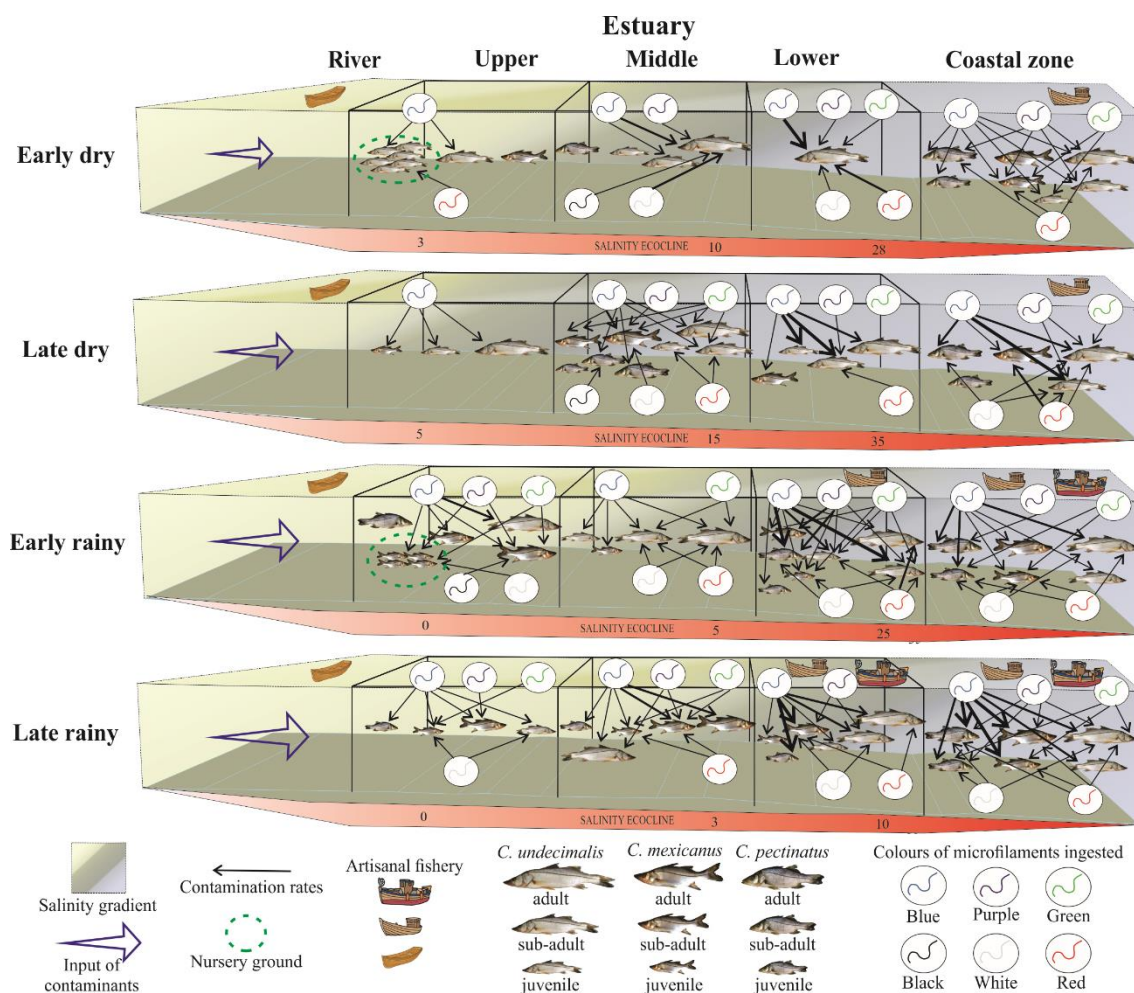 Estuary
River Upper Middle Lower Coastal zone
Early dry
3 SALINITY ECOCLINE 10 28
Late dry
5 SALINITY ECOCLINE 15 35
Early rainy
0 SALINITY ECOCLINE 5 25
Late rainy
0 SALINITY ECOCLINE 3 10
Salinity gradient
Input of
contaminants
Contamination rates
Nursery ground
Artisanal fishery
C. undecimalis C. mexicanus C. pectinatus
adult adult adult
sub-adult sub-adult sub-adult
juvenile juvenile juvenile
Colours of microfilaments ingested
Blue Purple Green
Black White Red